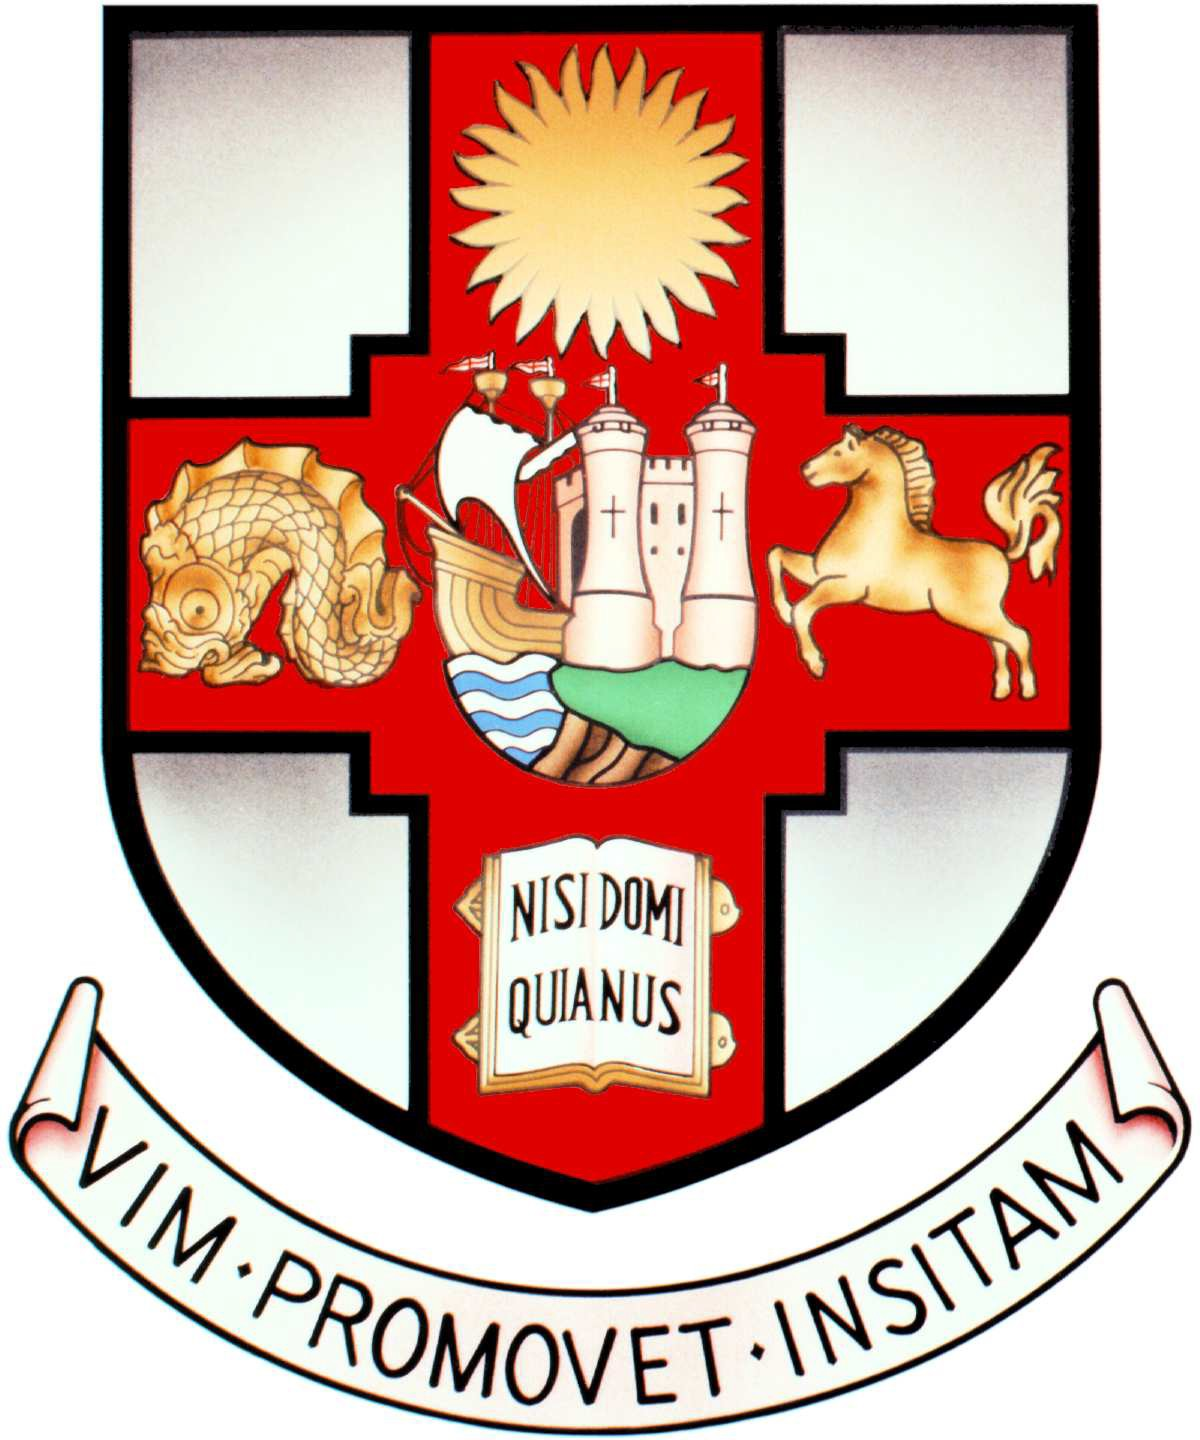 NISI DOMI
QUIANUS
VIM · PROMOVET · INSITAM